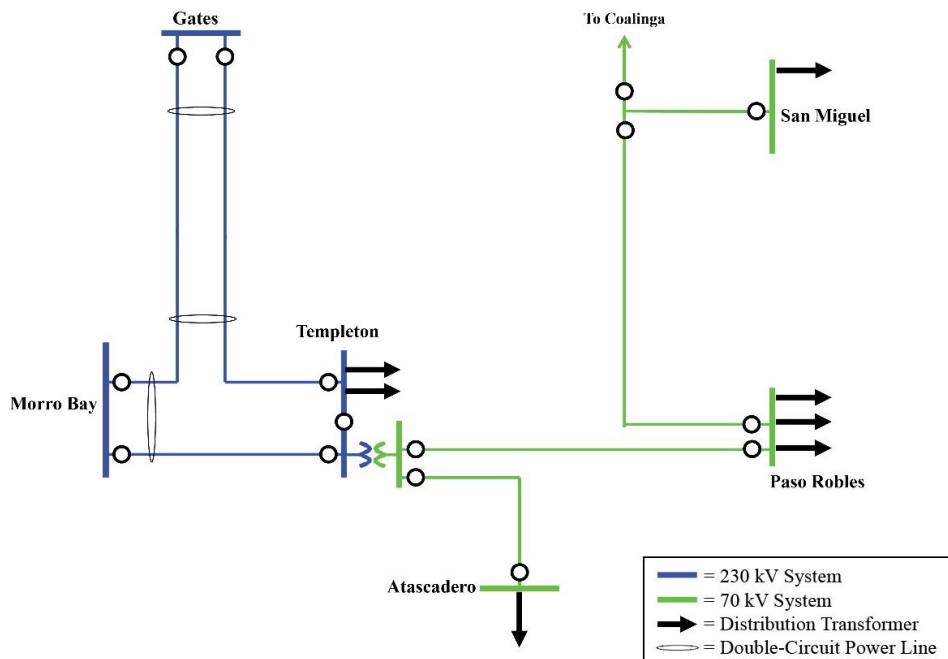 Gates
To Coalinga
San Miguel
Templeton
Morro Bay
Paso Robles
Atascadero
= 230 kV System
= 70 kV System
= Distribution Transformer
= Double-Circuit Power Line